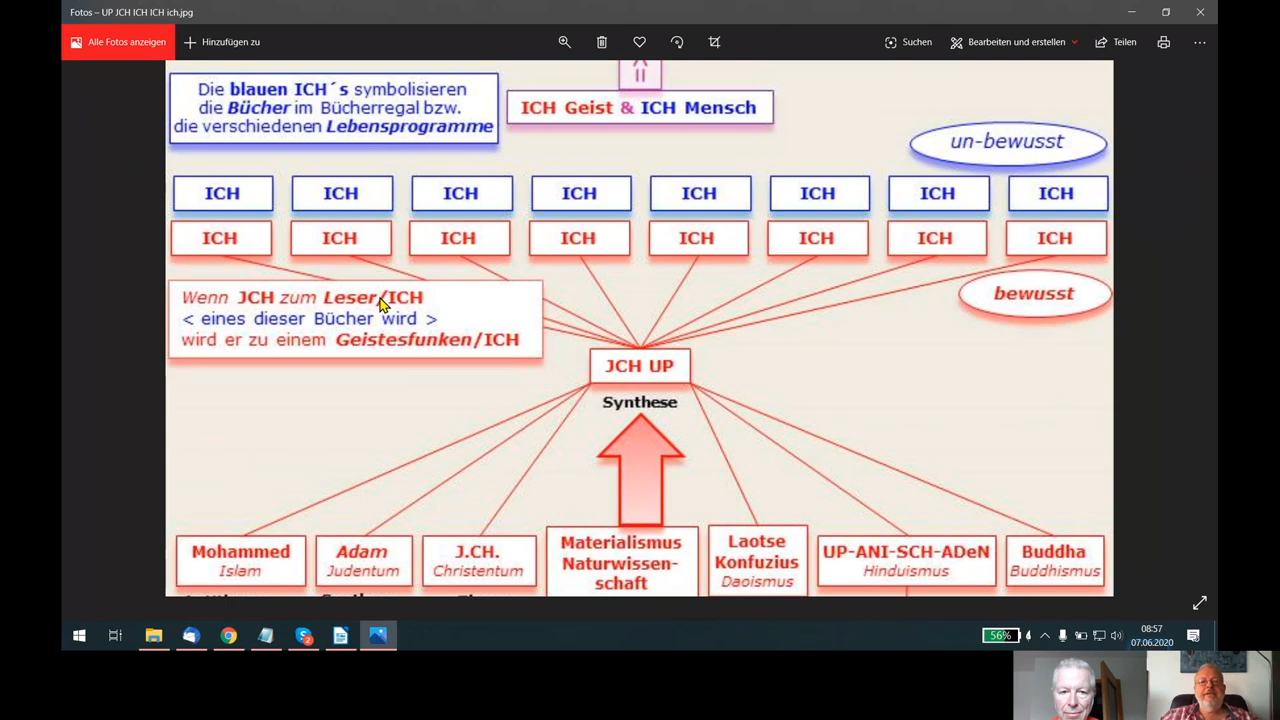 Fotos – UP JCH ICH ICH ich.jpg
Alle Fotos anzeigen
Hinzufügen zu
Suchen
Bearbeiten und erstellen
Teilen
Die blauen ICH´s symbolisieren
die Bücher im Bücherregal bzw.
die verschiedenen Lebensprogramme
ICH Geist & ICH Mensch
un-bewusst
ICH ICH ICH ICH ICH ICH ICH ICH
ICH ICH ICH ICH ICH ICH ICH ICH
Wenn JCH zum Leser/ICH
< eines dieser Bücher wird >
wird er zu einem Geistesfunken/ICH
bewusst
JCH UP
Synthese
Mohammed
Islam
Adam
Judentum
J.CH.
Christentum
Materialismus
Naturwissen-
schaft
Laotse
Konfuzius
Daoismus
UP-ANI-SCH-ADeN
Hinduismus
Buddha
Buddhismus
56%
08:57
07.06.2020